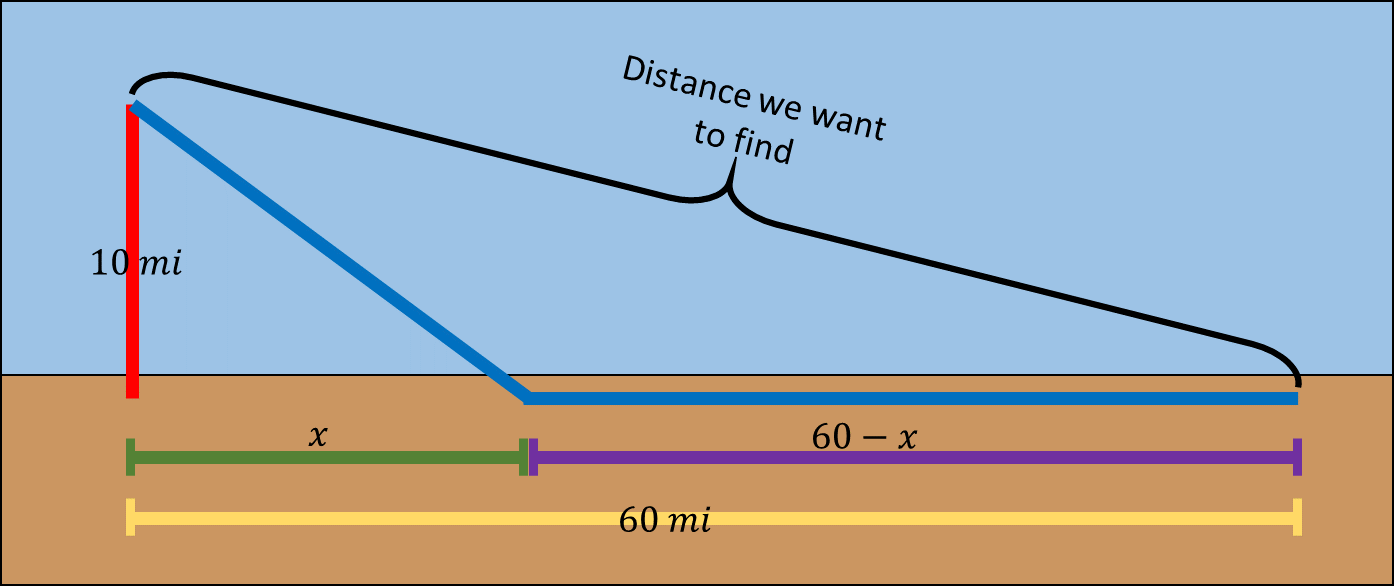 Distance we want
to find
10 mi
x
60 − x
60 mi